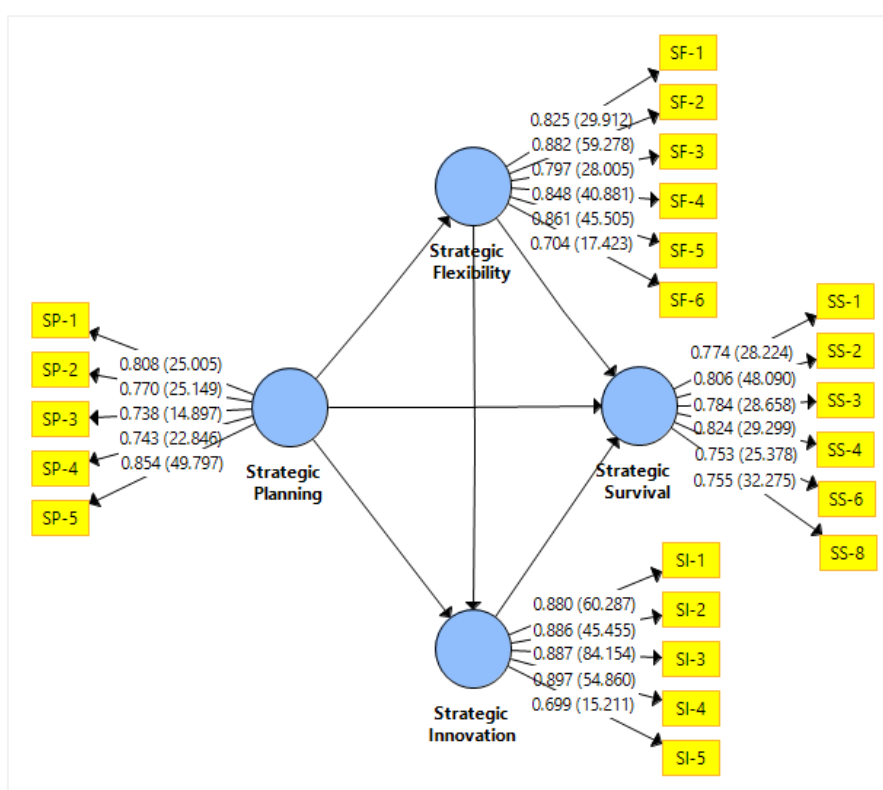 SF-1
SF-2
SF-3
SF-4
SF-5
SF-6
0.825 (29.912)
0.882 (59.278)
0.797 (28.005)
0.848 (40.881)
0.861 (45.505)
0.704 (17.423)
Strategic
Flexibility
SP-1
SP-2
SP-3
SP-4
SP-5
0.808 (25.005)
0.770 (25.149)
0.738 (14.897)
0.743 (22.846)
0.854 (49.797)
Strategic
Planning
SS-1
SS-2
SS-3
SS-4
SS-6
SS-8
0.774 (28.224)
0.806 (48.090)
0.784 (28.658)
0.824 (29.299)
0.753 (25.378)
0.755 (32.275)
Strategic
Survival
SI-1
SI-2
SI-3
SI-4
SI-5
0.880 (60.287)
0.886 (45.455)
0.887 (84.154)
0.897 (54.860)
0.699 (15.211)
Strategic
Innovation